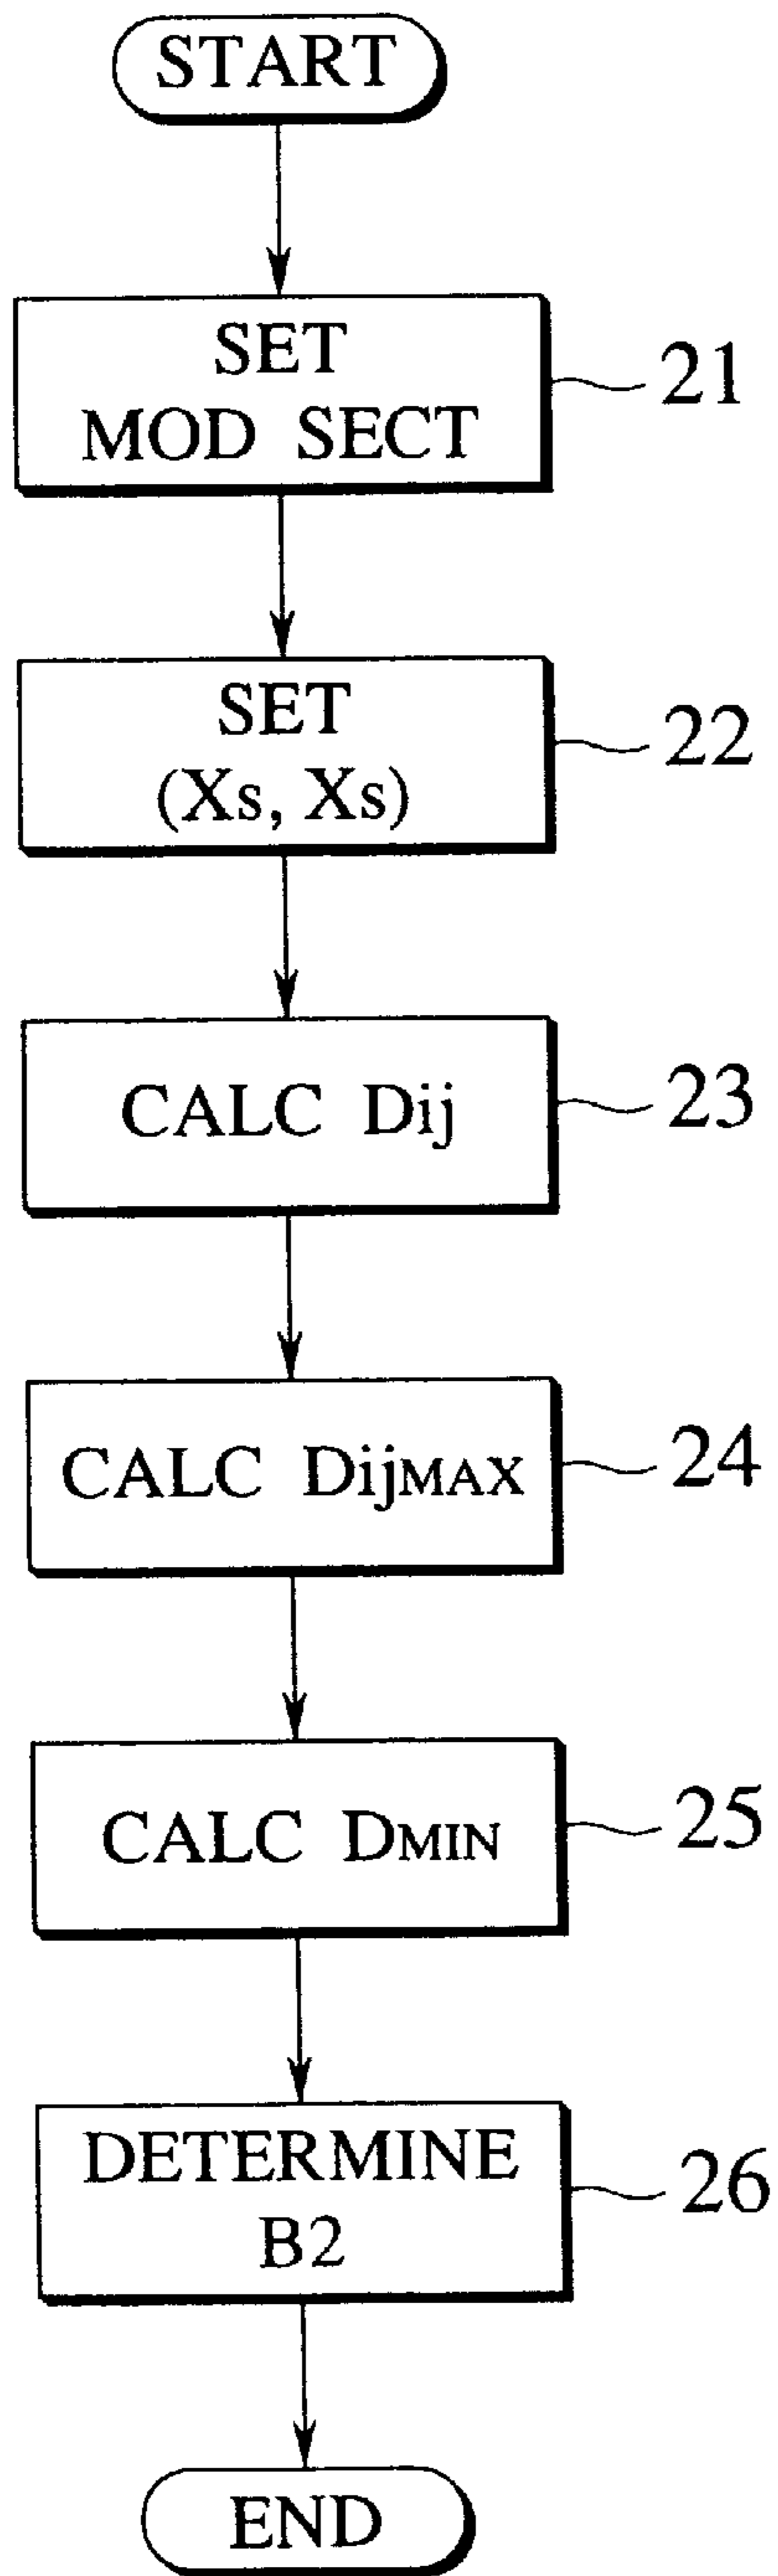 START
SET
MOD SECT
21
SET
(Xs, Xs)
22
CALC Dij
23
CALC DijMAX
24
CALC DMIN
25
DETERMINE
B2
26
END